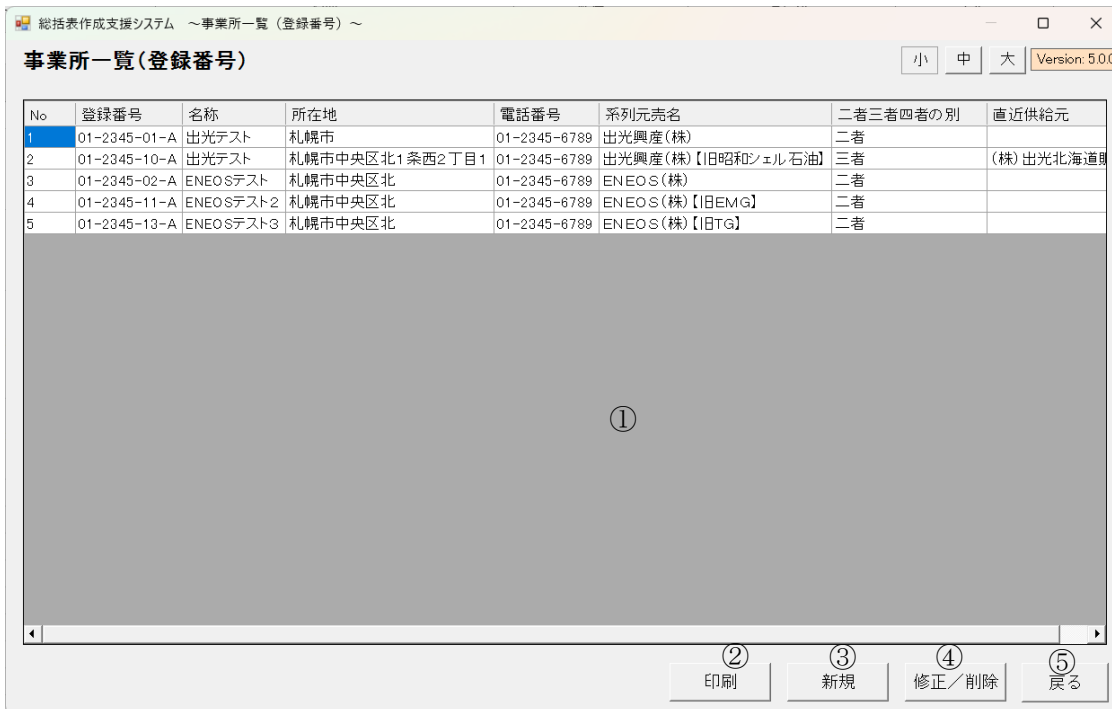 総括表作成支援システム ～事業所一覧（登録番号）～
事業所一覧(登録番号)
小 中 大 Version: 5.0.0
No 登録番号 名称 所在地 電話番号 系列元売名 二者三者四者の別 直近供給元
1 01-2345-01-A 出光テスト 札幌市 01-2345-6789 出光興産(株) 二者
2 01-2345-10-A 出光テスト 札幌市中央区北1条西2丁目1 01-2345-6789 出光興産(株)【旧昭和シェル石油】 三者 (株)出光北海道販
3 01-2345-02-A ENEOSテスト 札幌市中央区北 01-2345-6789 ENEOS(株) 二者
4 01-2345-11-A ENEOSテスト2 札幌市中央区北 01-2345-6789 ENEOS(株)【旧EMG】 二者
5 01-2345-13-A ENEOSテスト3 札幌市中央区北 01-2345-6789 ENEOS(株)【旧TG】 二者
①
② ③ ④ ⑤
印刷 新規 修正／削除 戻る